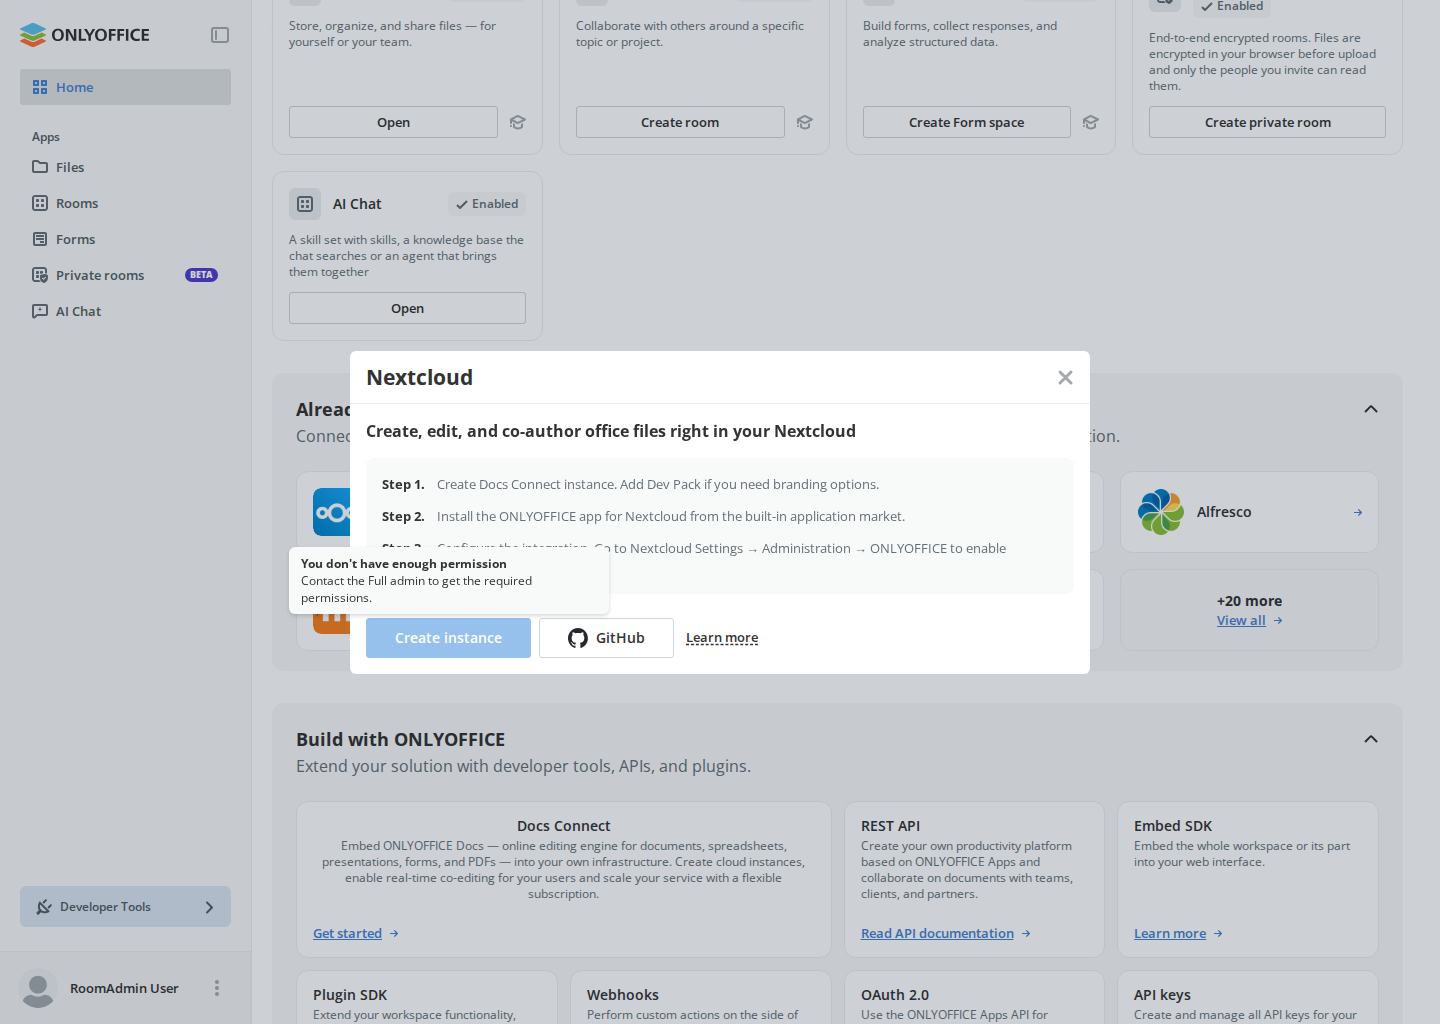 ONLYOFFICE
Home
Apps
Files
Rooms
Forms
Private rooms
BETA
AI Chat
Developer Tools
RoomAdmin User
Store, organize, and share files — for
yourself or your team.
Open
Collaborate with others around a specific
topic or project.
Create room
Build forms, collect responses, and
analyze structured data.
Create Form space
Enabled
End-to-end encrypted rooms. Files are
encrypted in your browser before upload
and only the people you invite can read
them.
Create private room
AI Chat
Enabled
A skill set with skills, a knowledge base the
chat searches or an agent that brings
them together
Open
Nextcloud
Create, edit, and co-author office files right in your Nextcloud
Step 1. Create Docs Connect instance. Add Dev Pack if you need branding options.
Step 2. Install the ONLYOFFICE app for Nextcloud from the built-in application market.
Step 3. Configure the integration. Go to Nextcloud Settings → Administration → ONLYOFFICE to enable
You don't have enough permission
Contact the Full admin to get the required
permissions.
Create instance
GitHub
Learn more
Alfresco
+20 more
View all
Build with ONLYOFFICE
Extend your solution with developer tools, APIs, and plugins.
Docs Connect
Embed ONLYOFFICE Docs — online editing engine for documents, spreadsheets,
presentations, forms, and PDFs — into your own infrastructure. Create cloud instances,
enable real-time co-editing for your users and scale your service with a flexible
subscription.
Get started
REST API
Create your own productivity platform
based on ONLYOFFICE Apps and
collaborate on documents with teams,
clients, and partners.
Read API documentation
Embed SDK
Embed the whole workspace or its part
into your web interface.
Learn more
Plugin SDK
Extend your workspace functionality,
Webhooks
Perform custom actions on the side of
OAuth 2.0
Use the ONLYOFFICE Apps API for
API keys
Create and manage all API keys for your